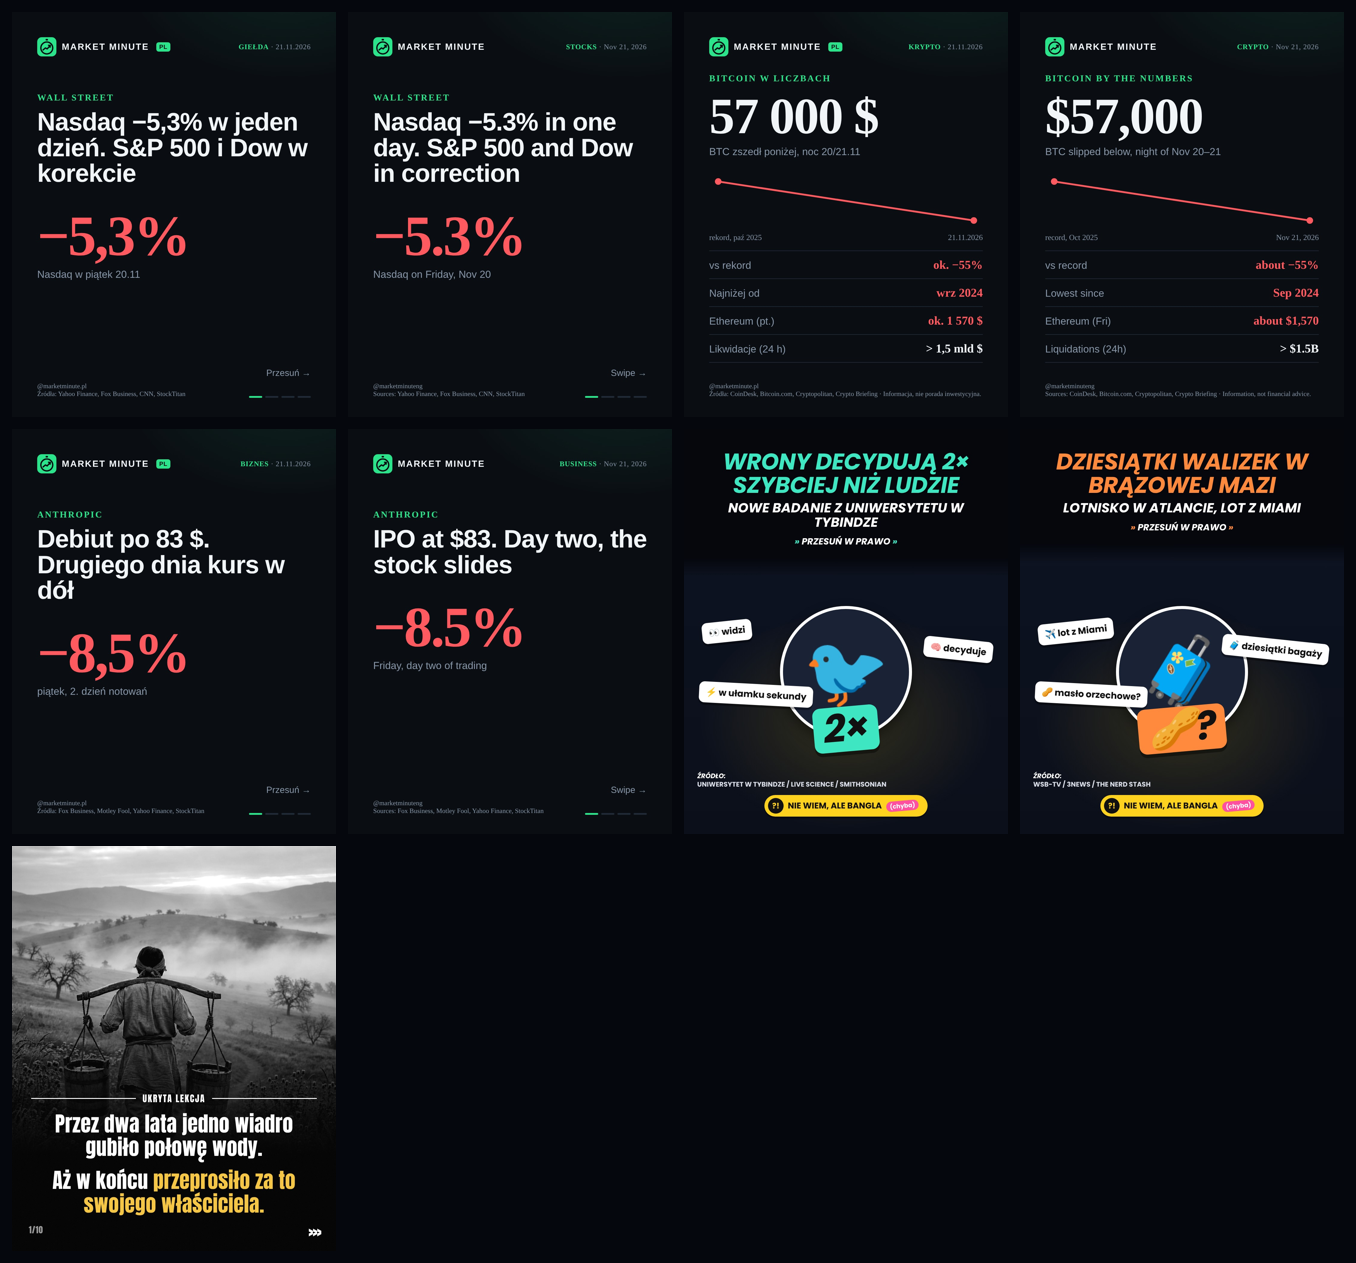 MARKET MINUTE PL
GIEŁDA · 21.11.2026
WALL STREET
Nasdaq −5,3% w jeden
dzień. S&P 500 i Dow w
korekcie
−5,3%
Nasdaq w piątek 20.11
Przesuń →
@marketminute.pl
Źródła: Yahoo Finance, Fox Business, CNN, StockTitan
MARKET MINUTE
STOCKS · Nov 21, 2026
WALL STREET
Nasdaq −5.3% in one
day. S&P 500 and Dow
in correction
−5.3%
Nasdaq on Friday, Nov 20
Swipe →
@marketminuteng
Sources: Yahoo Finance, Fox Business, CNN, StockTitan
MARKET MINUTE PL
KRYPTO · 21.11.2026
BITCOIN W LICZBACH
57 000 $
BTC zszedł poniżej, noc 20/21.11
rekord, paź 2025 21.11.2026
vs rekord ok. −55%
Najniżej od wrz 2024
Ethereum (pt.) ok. 1 570 $
Likwidacje (24 h) > 1,5 mld $
@marketminute.pl
Źródła: CoinDesk, Bitcoin.com, Cryptopolitan, Crypto Briefing · Informacja, nie porada inwestycyjna.
MARKET MINUTE
CRYPTO · Nov 21, 2026
BITCOIN BY THE NUMBERS
$57,000
BTC slipped below, night of Nov 20–21
record, Oct 2025 Nov 21, 2026
vs record about −55%
Lowest since Sep 2024
Ethereum (Fri) about $1,570
Liquidations (24h) > $1.5B
@marketminuteng
Sources: CoinDesk, Bitcoin.com, Cryptopolitan, Crypto Briefing · Information, not financial advice.
MARKET MINUTE PL
BIZNES · 21.11.2026
ANTHROPIC
Debiut po 83 $.
Drugiego dnia kurs w
dół
−8,5%
piątek, 2. dzień notowań
Przesuń →
@marketminute.pl
Źródła: Fox Business, Motley Fool, Yahoo Finance, StockTitan
MARKET MINUTE
BUSINESS · Nov 21, 2026
ANTHROPIC
IPO at $83. Day two, the
stock slides
−8.5%
Friday, day two of trading
Swipe →
@marketminuteng
Sources: Fox Business, Motley Fool, Yahoo Finance, StockTitan
WRONY DECYDUJĄ 2×
SZYBCIEJ NIŻ LUDZIE
NOWE BADANIE Z UNIWERSYTETU W
TYBINDZE
» PRZESUŃ W PRAWO »
👀 widzi
🧠 decyduje
⚡ w ułamku sekundy
2×
ŹRÓDŁO:
UNIWERSYTET W TYBINDZE / LIVE SCIENCE / SMITHSONIAN
?! NIE WIEM, ALE BANGLA (chyba)
DZIESIĄTKI WALIZEK W
BRĄZOWEJ MAZI
LOTNISKO W ATLANCIE, LOT Z MIAMI
» PRZESUŃ W PRAWO »
✈️ lot z Miami
🧳 dziesiątki bagaży
🥜 masło orzechowe?
?
ŹRÓDŁO:
WSB-TV / 3NEWS / THE NERD STASH
?! NIE WIEM, ALE BANGLA (chyba)
UKRYTA LEKCJA
Przez dwa lata jedno wiadro
gubiło połowę wody.
Aż w końcu przeprosiło za to
swojego właściciela.
1/10